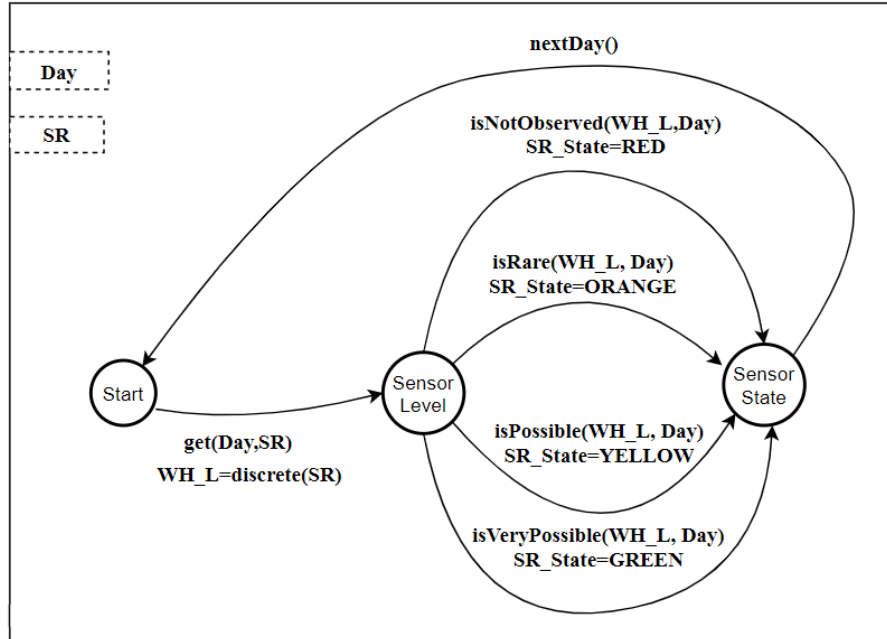 nextDay()
Day
SR
isNotObserved(WH_L,Day)
SR_State=RED
isRare(WH_L, Day)
SR_State=ORANGE
Start
Sensor
Level
Sensor
State
get(Day,SR)
WH_L=discrete(SR)
isPossible(WH_L, Day)
SR_State=YELLOW
isVeryPossible(WH_L, Day)
SR_State=GREEN